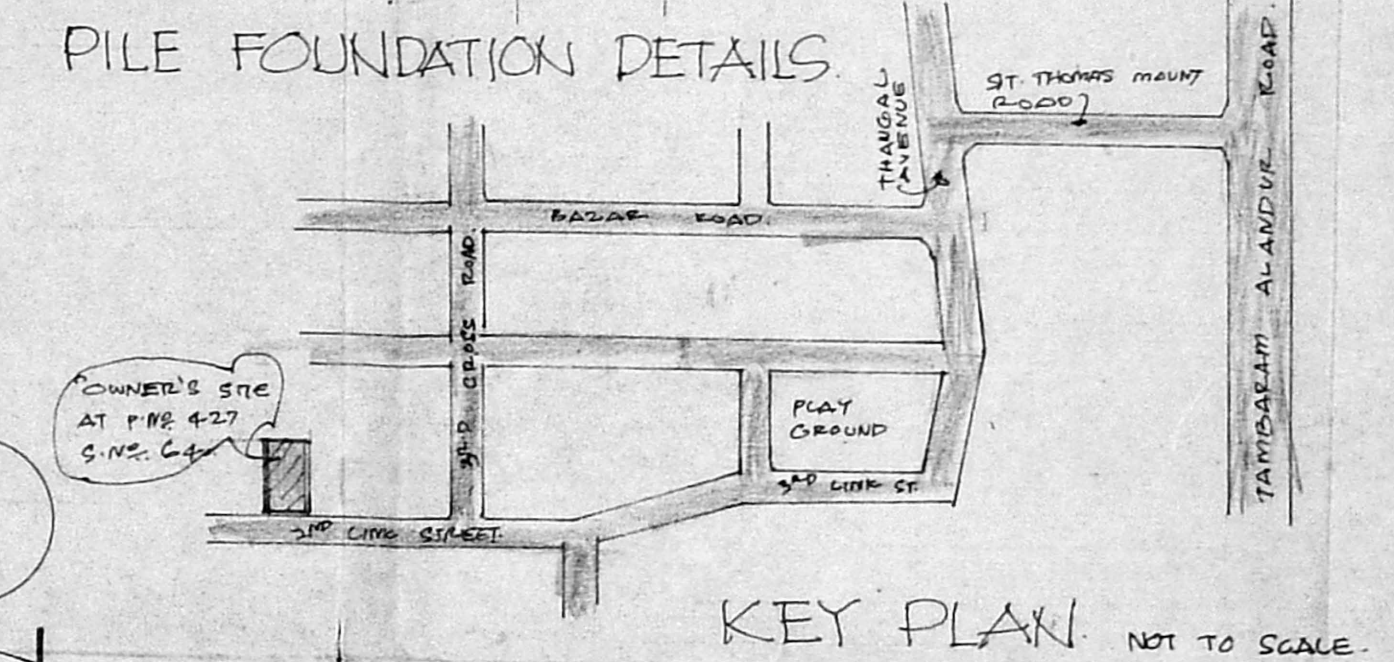 PILE FOUNDATION DETAILS.
THANGAL
AVENUE
ST. THOMAS MOUNT
ROAD
TAMBARAM ALANDUR ROAD.
BAZAR ROAD.
3RD CROSS ROAD.
"OWNER'S SITE
AT P.NO. 427
S.NO. 64
PLAY
GROUND
3RD LINK ST.
2ND LINK STREET.
KEY PLAN.
NOT TO SCALE.